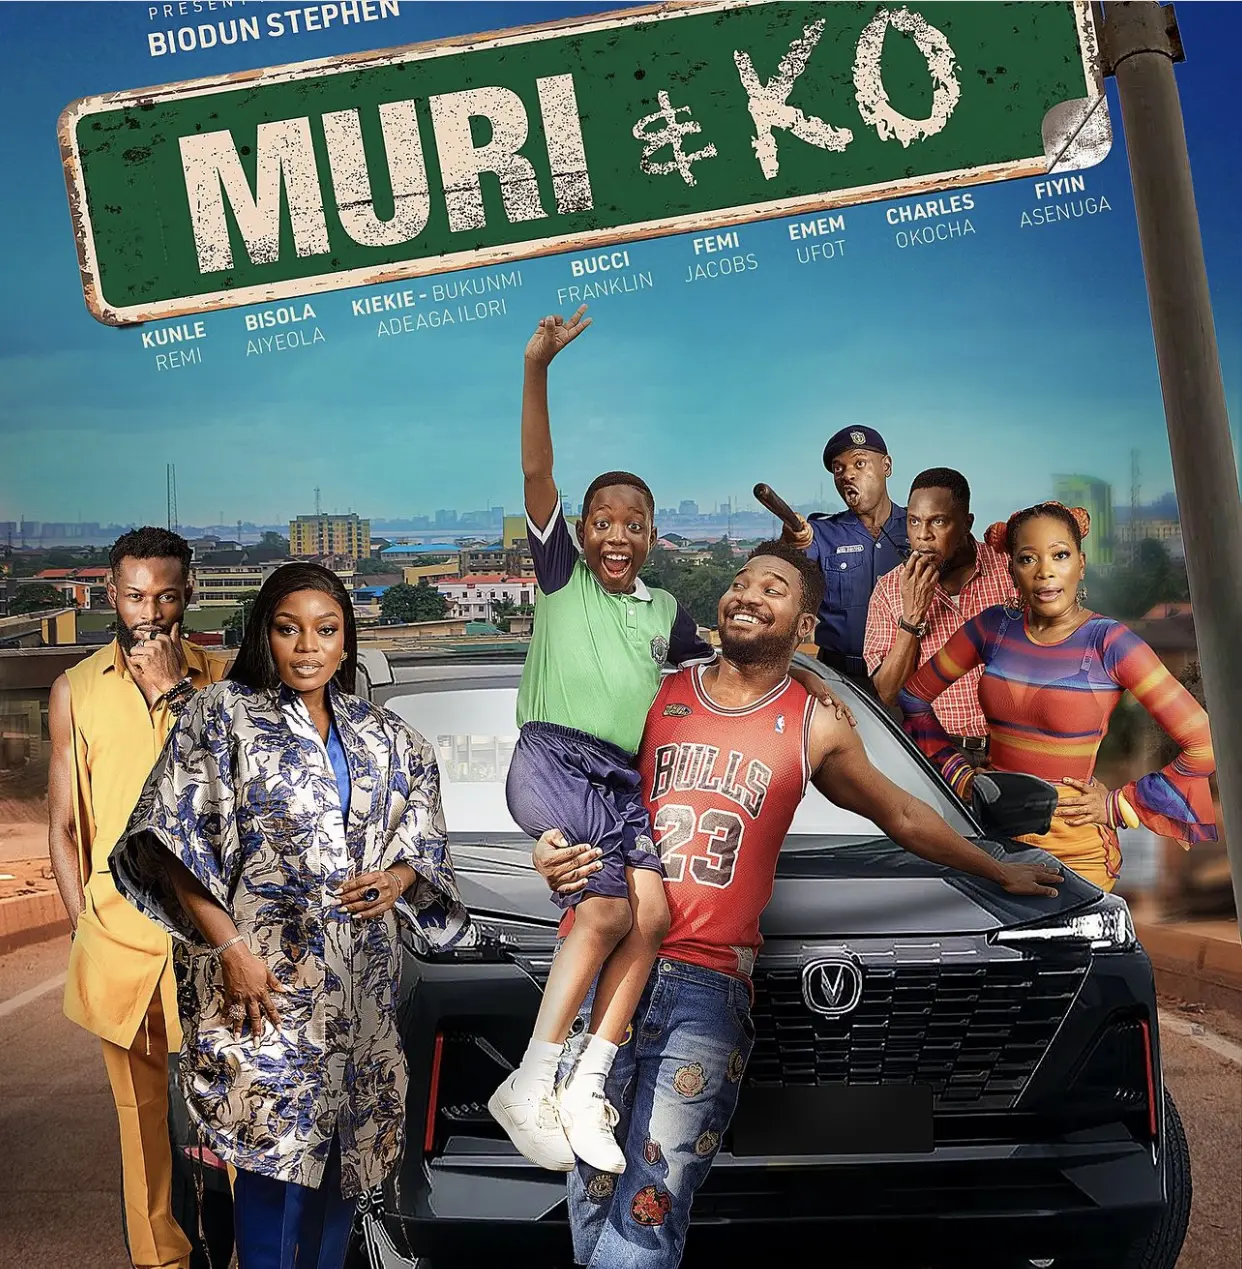 PRESENT
BIODUN STEPHEN
MURI & KO
KUNLE
REMI
BISOLA
AIYEOLA
KIEKIE - BUKUNMI
ADEAGA ILORI
BUCCI
FRANKLIN
FEMI
JACOBS
EMEM
UFOT
CHARLES
OKOCHA
FIYIN
ASENUGA
BULLS
23